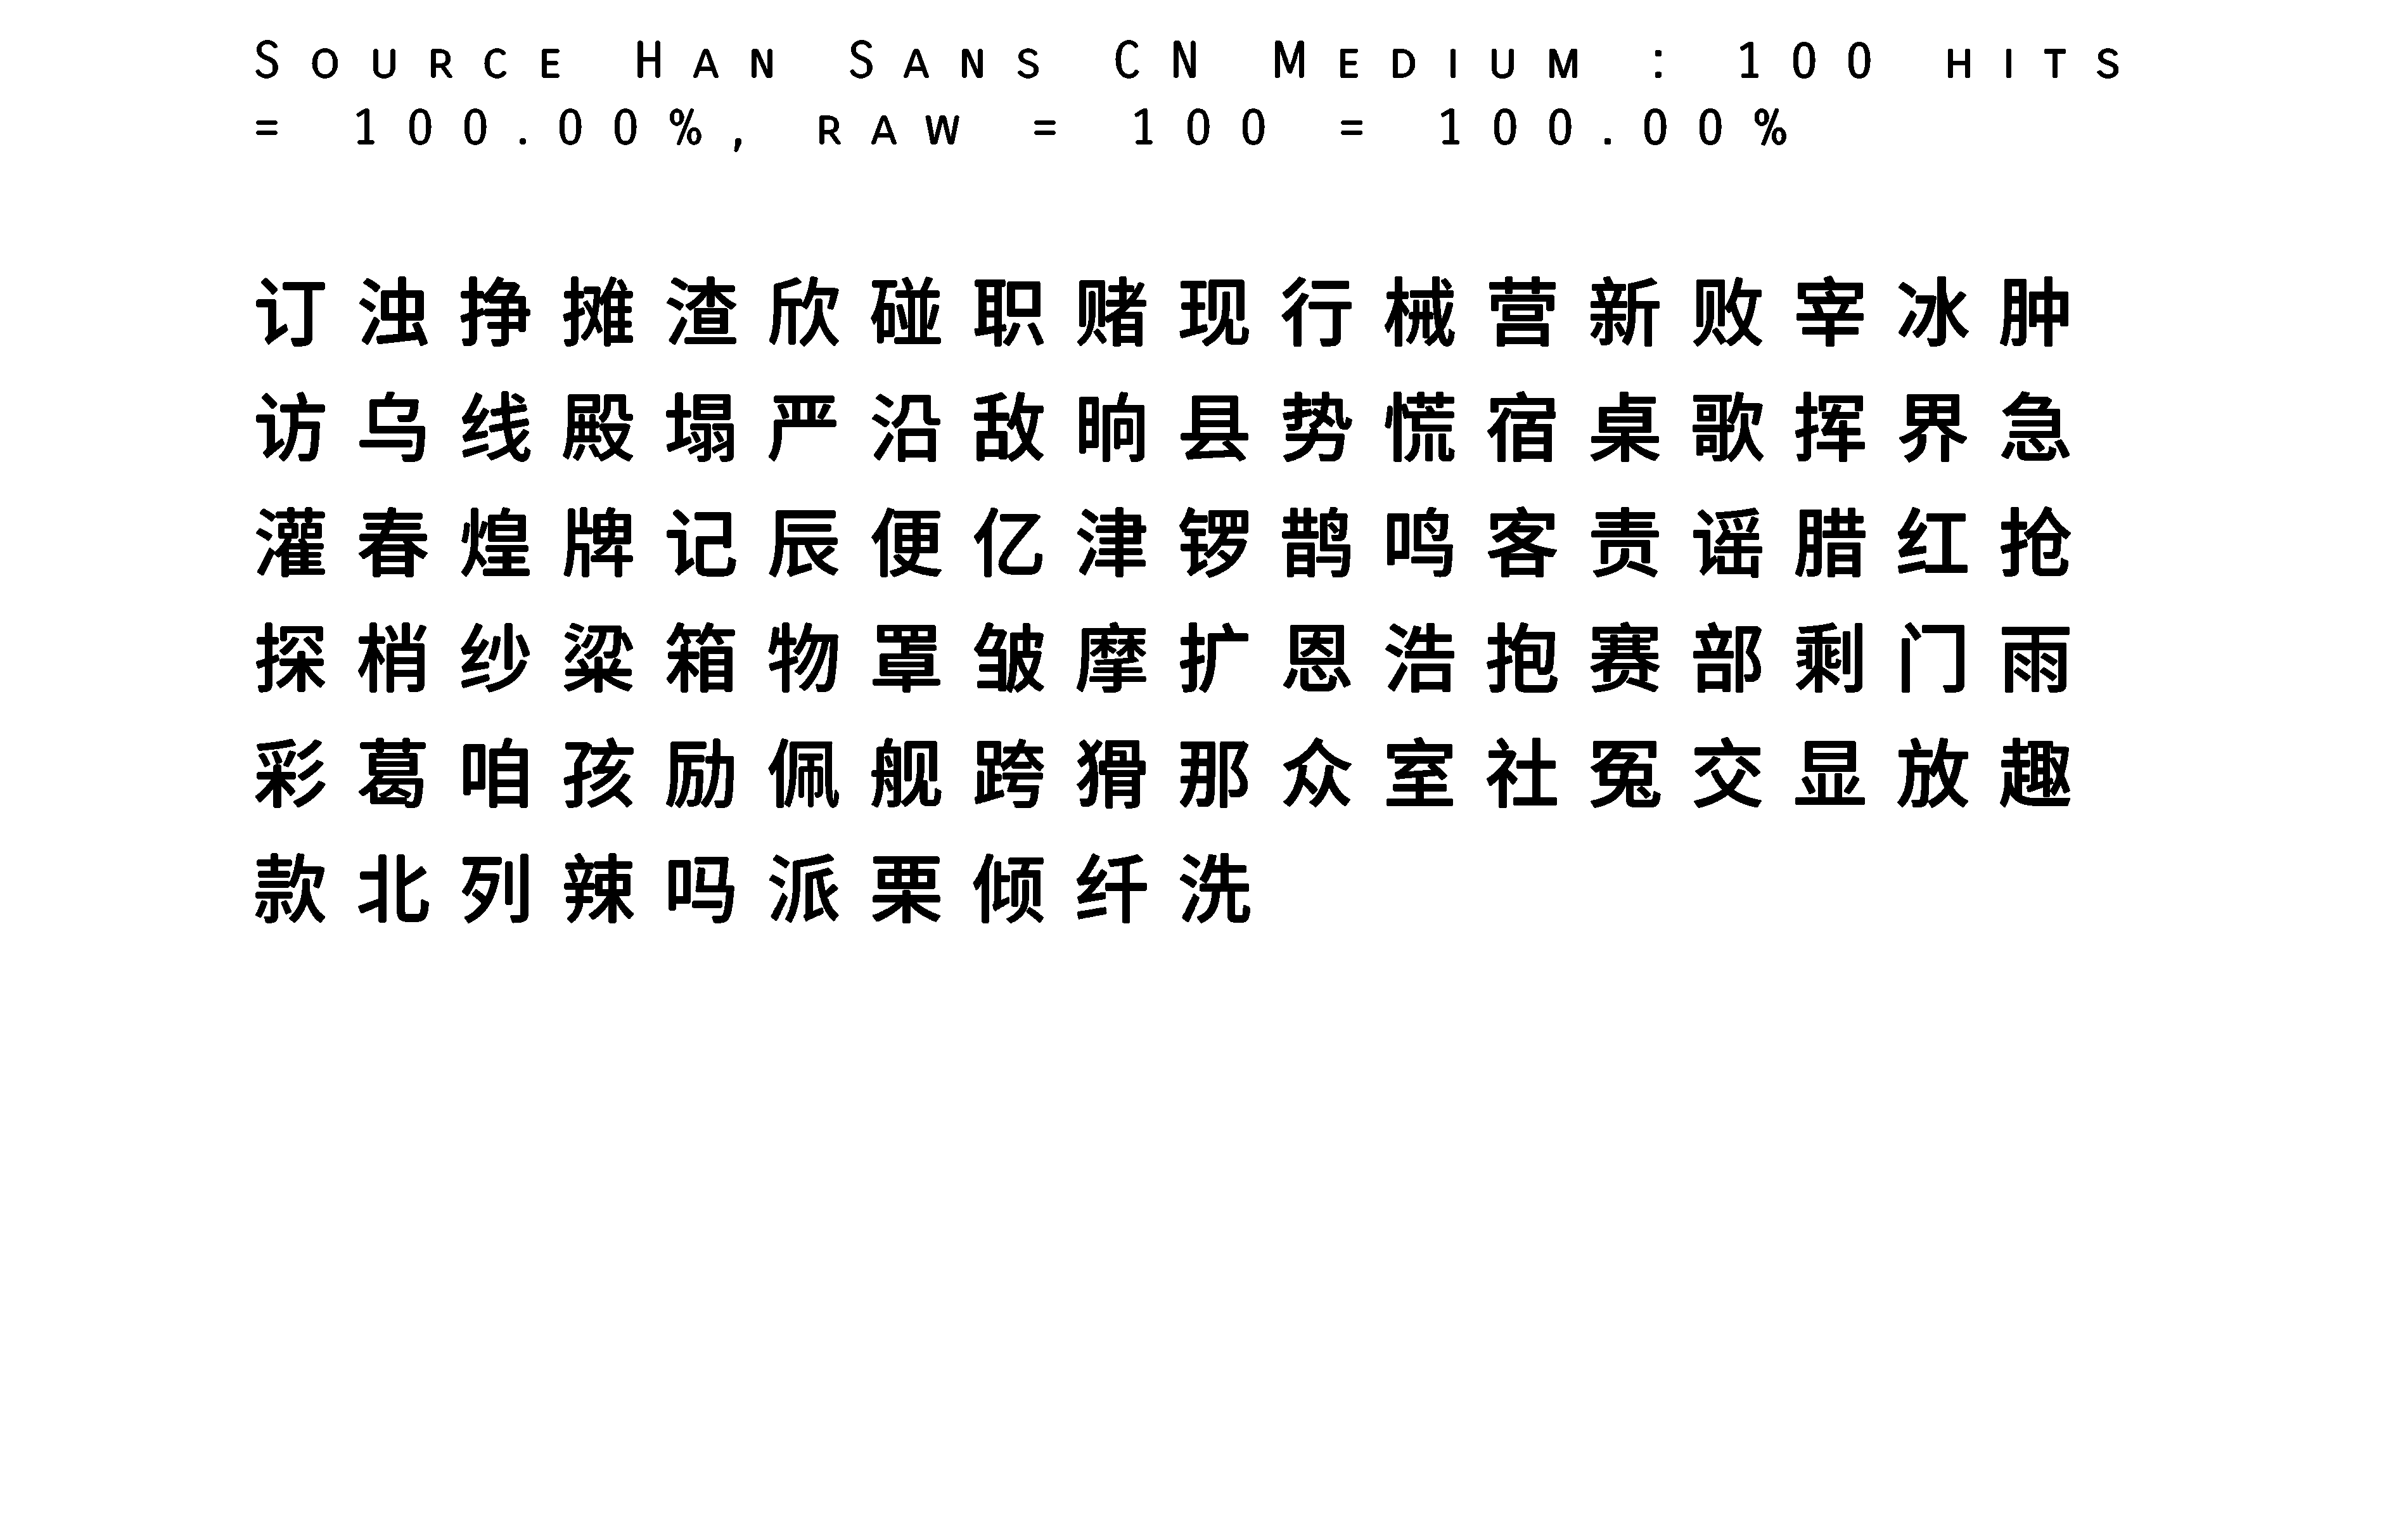 Source Han Sans CN Medium : 100 hits
= 100.00%, raw = 100 = 100.00%
订浊挣摊渣欣碰职赌现行械营新败宰冰肿
访乌线殿塌严沿敌晌县势慌宿桌歌挥界急
灌春煌牌记辰便亿津锣鹊鸣客责谣腊红抢
探梢纱粱箱物罩皱摩扩恩浩抱赛部剩门雨
彩葛咱孩励佩舰跨猾那众室社冤交显放趣
款北列辣吗派栗倾纤洗